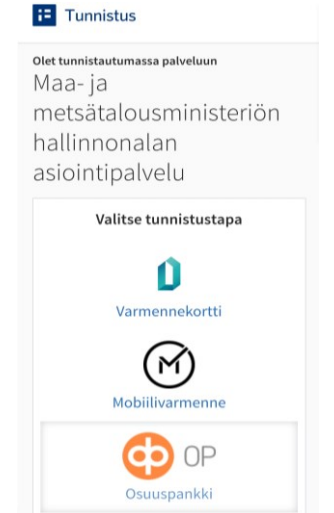 Tunnistus
Olet tunnistautumassa palveluun
Maa- ja
metsätalousministeriön
hallinnonalan
asiointipalvelu
Valitse tunnistustapa
Varmennekortti
M
Mobiilivarmenne
OP
Osuuspankki